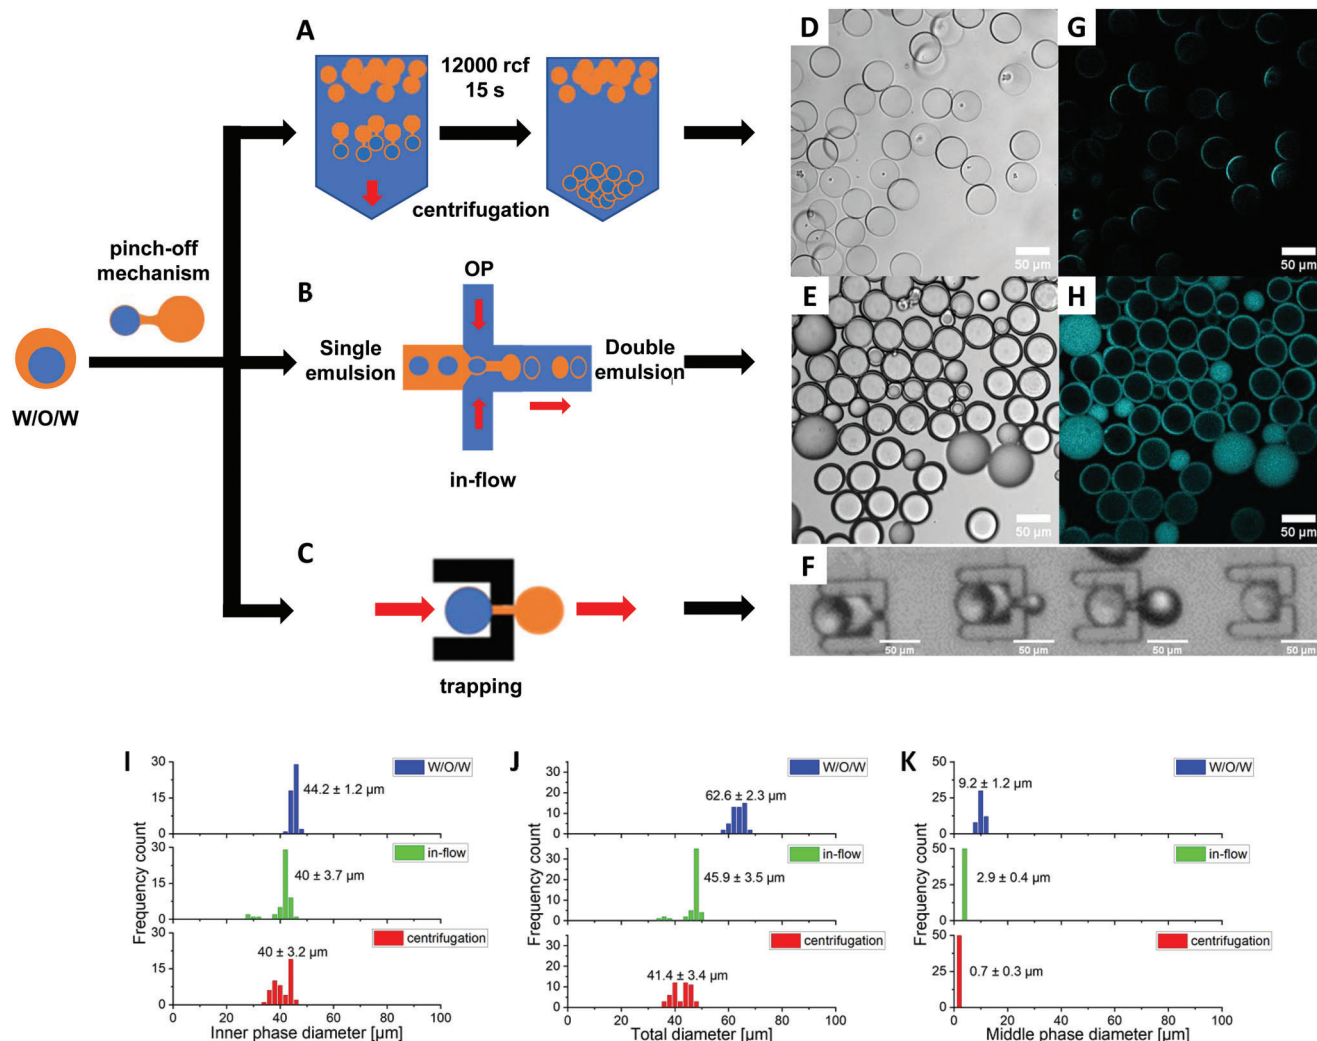 A
12000 rcf
15 s
centrifugation
D
50 µm
G
50 µm
pinch-off
mechanism
W/O/W
B
OP
Single
emulsion
Double
emulsion
in-flow
E
50 µm
H
50 µm
C
trapping
F
50 µm
50 µm
50 µm
50 µm
I
Frequency count
30
15
0
W/O/W
44.2 ± 1.2 µm
30
15
0
in-flow
40 ± 3.7 µm
30
15
0
centrifugation
40 ± 3.2 µm
0 20 40 60 80 100
Inner phase diameter [µm]
J
Frequency count
30
15
0
W/O/W
62.6 ± 2.3 µm
30
15
0
in-flow
45.9 ± 3.5 µm
30
15
0
centrifugation
41.4 ± 3.4 µm
0 20 40 60 80 100
Total diameter [µm]
K
Frequency count
50
25
0
W/O/W
9.2 ± 1.2 µm
50
25
0
in-flow
2.9 ± 0.4 µm
50
25
0
centrifugation
0.7 ± 0.3 µm
0 20 40 60 80 100
Middle phase diameter [µm]